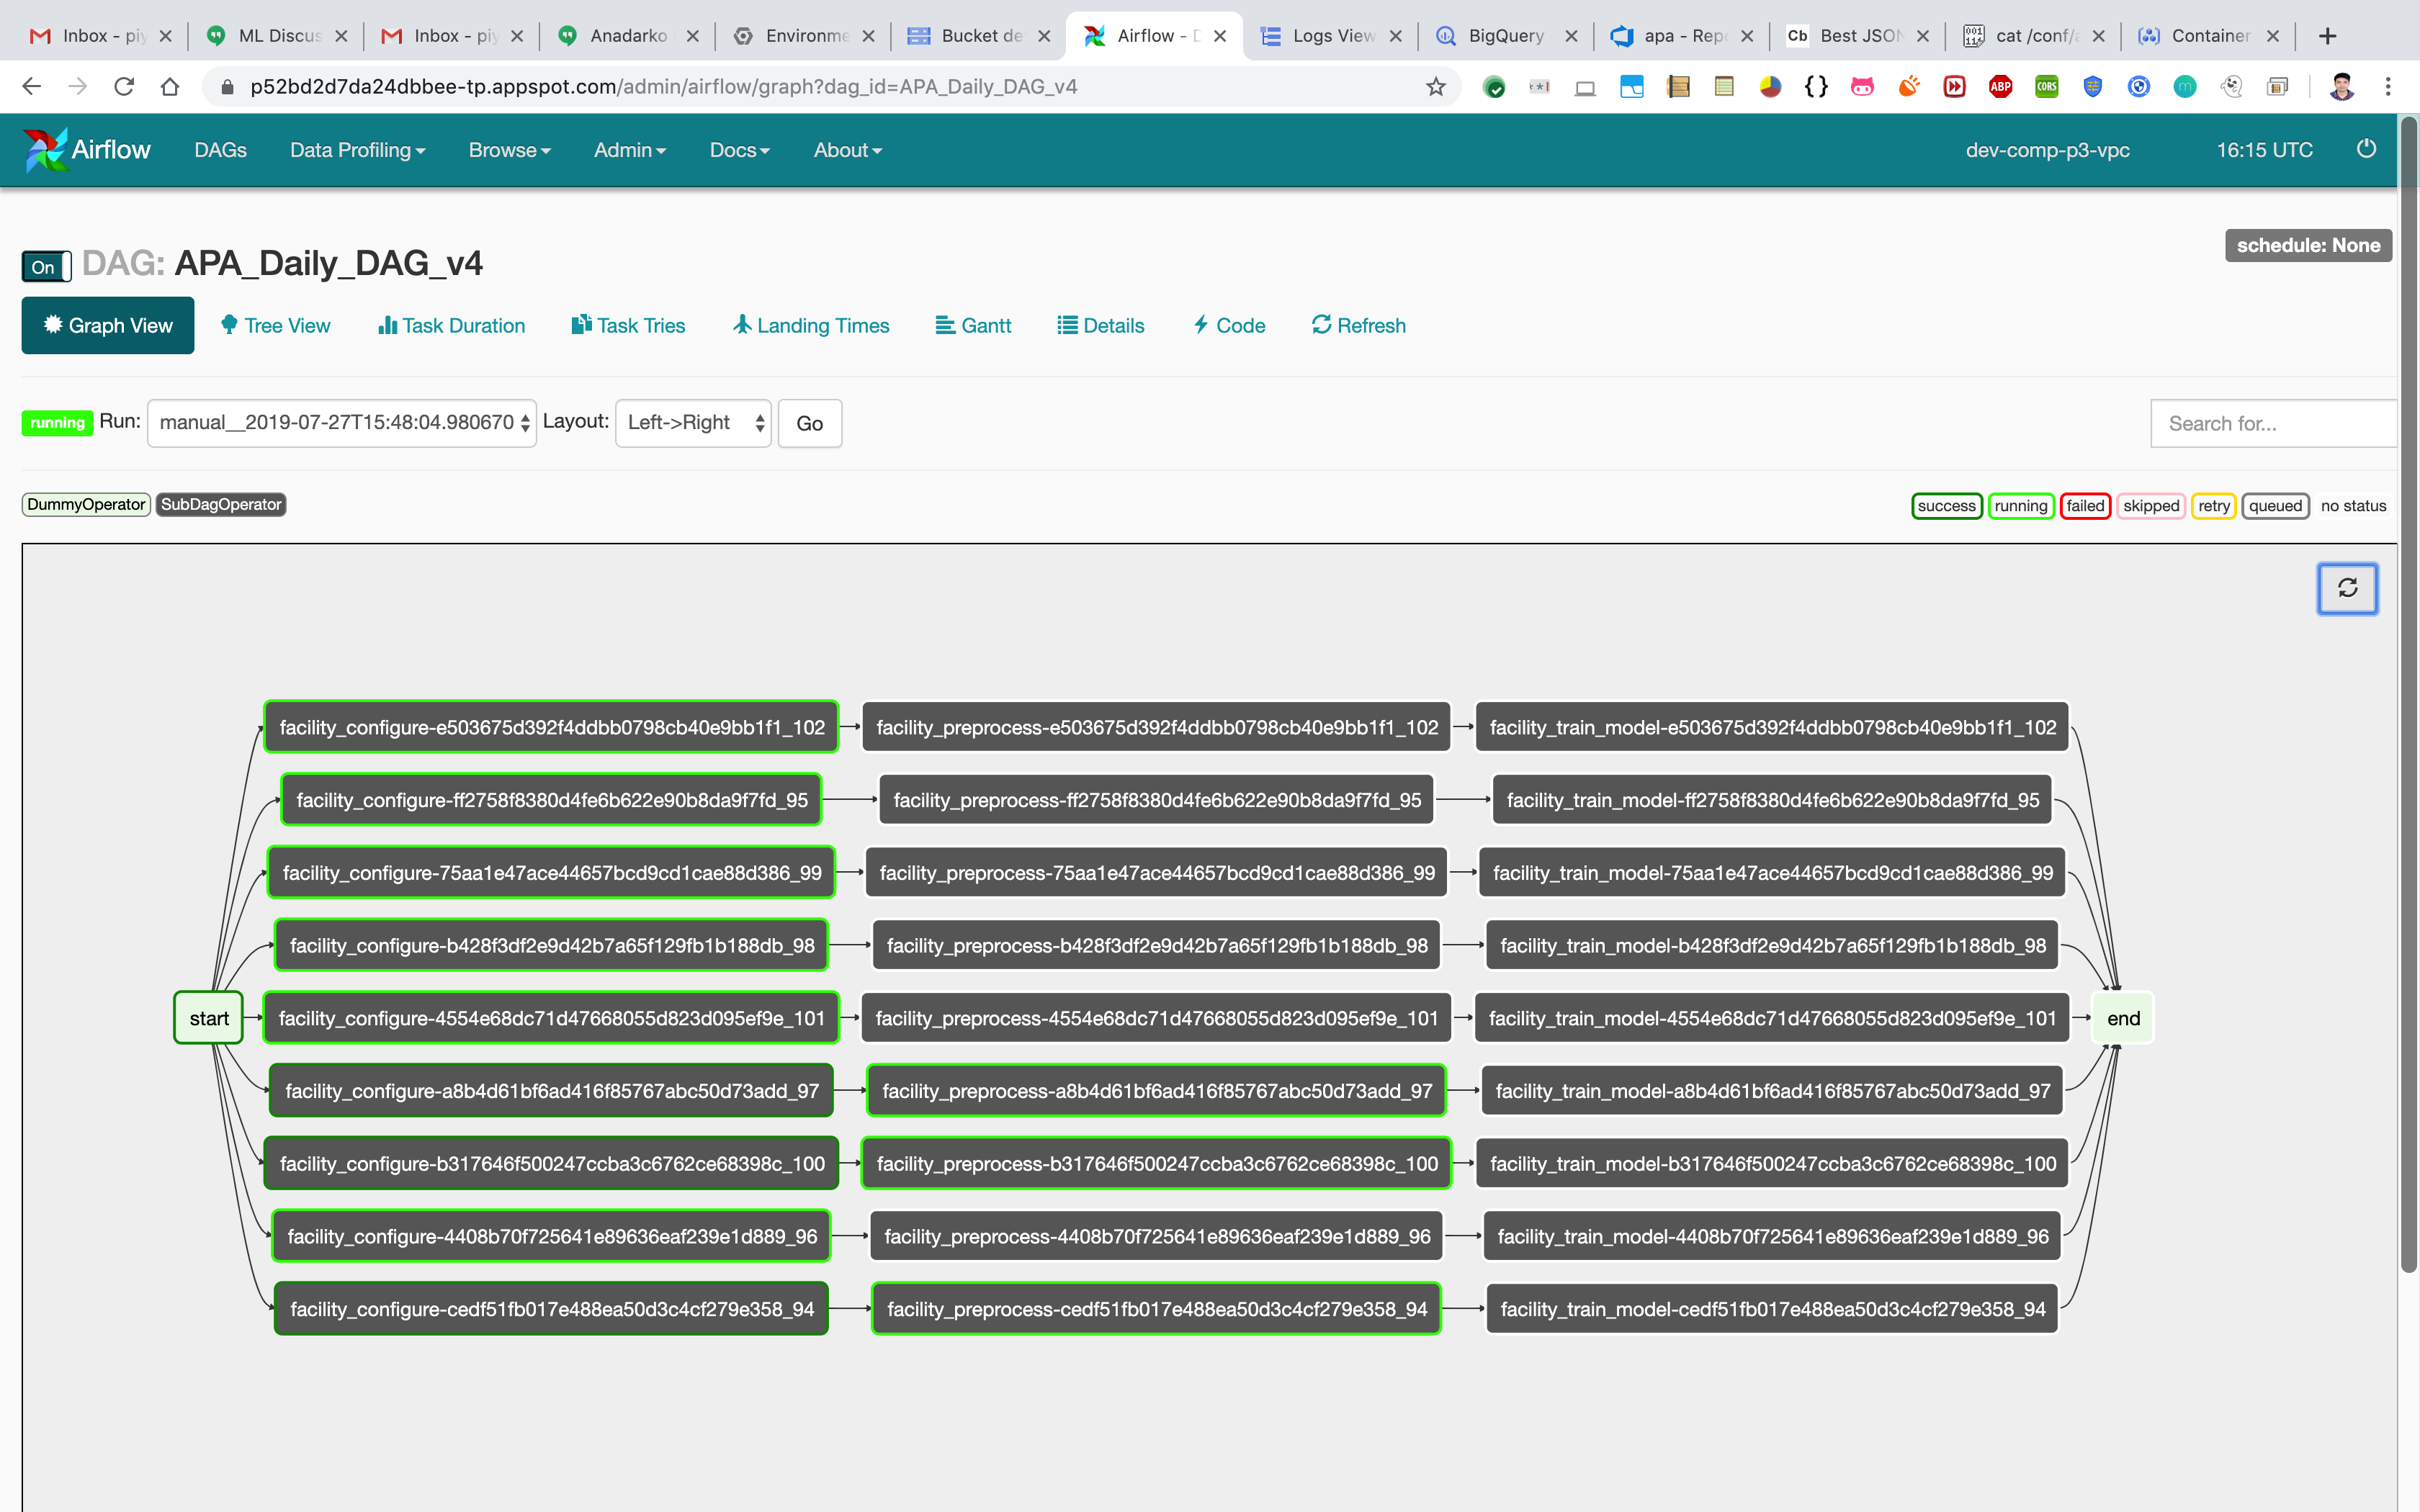 Inbox - piy ML Discus Inbox - piy Anadarko Environme Bucket de Airflow - D Logs View BigQuery apa - Repo Cb Best JSON cat /conf/a Container
p52bd2d7da24dbbee-tp.appspot.com/admin/airflow/graph?dag_id=APA_Daily_DAG_v4 ABP CORS m
Airflow DAGs Data Profiling Browse Admin Docs About dev-comp-p3-vpc 16:15 UTC
On DAG: APA_Daily_DAG_v4 schedule: None
Graph View Tree View Task Duration Task Tries Landing Times Gantt Details Code Refresh
running Run: manual__2019-07-27T15:48:04.980670 Layout: Left->Right Go Search for...
DummyOperator SubDagOperator success running failed skipped retry queued no status
facility_configure-e503675d392f4ddbb0798cb40e9bb1f1_102 facility_preprocess-e503675d392f4ddbb0798cb40e9bb1f1_102 facility_train_model-e503675d392f4ddbb0798cb40e9bb1f1_102
facility_configure-ff2758f8380d4fe6b622e90b8da9f7fd_95 facility_preprocess-ff2758f8380d4fe6b622e90b8da9f7fd_95 facility_train_model-ff2758f8380d4fe6b622e90b8da9f7fd_95
facility_configure-75aa1e47ace44657bcd9cd1cae88d386_99 facility_preprocess-75aa1e47ace44657bcd9cd1cae88d386_99 facility_train_model-75aa1e47ace44657bcd9cd1cae88d386_99
facility_configure-b428f3df2e9d42b7a65f129fb1b188db_98 facility_preprocess-b428f3df2e9d42b7a65f129fb1b188db_98 facility_train_model-b428f3df2e9d42b7a65f129fb1b188db_98
start facility_configure-4554e68dc71d47668055d823d095ef9e_101 facility_preprocess-4554e68dc71d47668055d823d095ef9e_101 facility_train_model-4554e68dc71d47668055d823d095ef9e_101 end
facility_configure-a8b4d61bf6ad416f85767abc50d73add_97 facility_preprocess-a8b4d61bf6ad416f85767abc50d73add_97 facility_train_model-a8b4d61bf6ad416f85767abc50d73add_97
facility_configure-b317646f500247ccba3c6762ce68398c_100 facility_preprocess-b317646f500247ccba3c6762ce68398c_100 facility_train_model-b317646f500247ccba3c6762ce68398c_100
facility_configure-4408b70f725641e89636eaf239e1d889_96 facility_preprocess-4408b70f725641e89636eaf239e1d889_96 facility_train_model-4408b70f725641e89636eaf239e1d889_96
facility_configure-cedf51fb017e488ea50d3c4cf279e358_94 facility_preprocess-cedf51fb017e488ea50d3c4cf279e358_94 facility_train_model-cedf51fb017e488ea50d3c4cf279e358_94